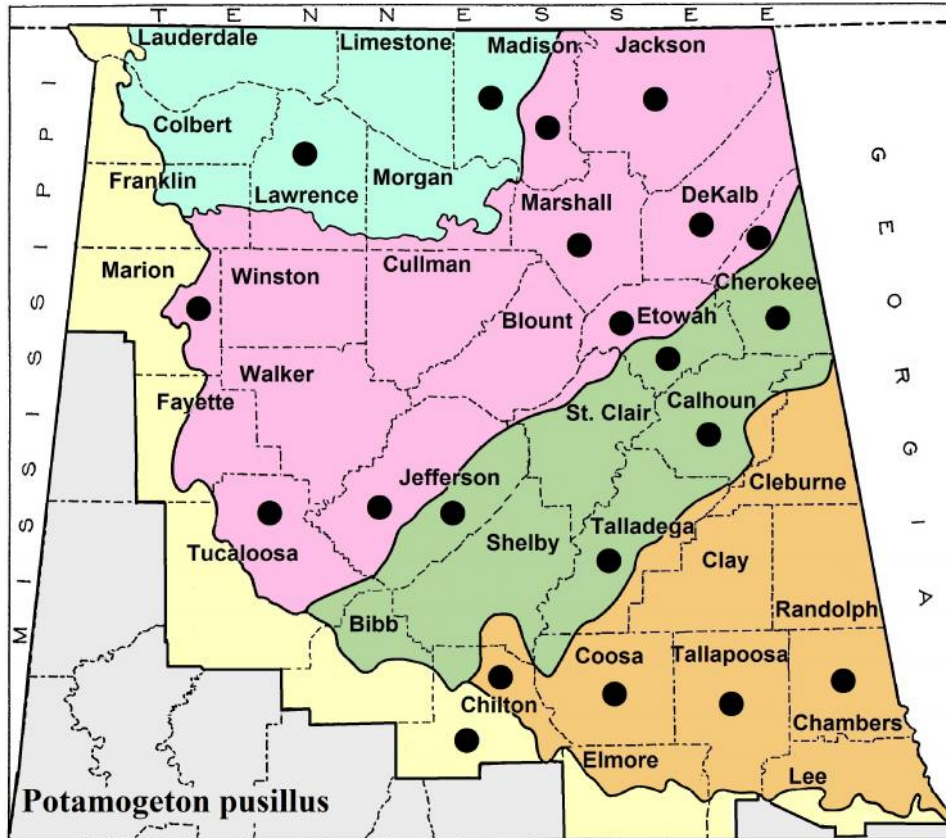 TENNESSEE
Lauderdale Limestone Madison Jackson
Colbert
Franklin Lawrence Morgan Marshall DeKalb
Marion Winston Cullman Cherokee
Blount Etowah
Walker
Fayette St. Clair Calhoun
Jefferson Cleburne
Tucaloosa Shelby Talladega
Clay
Bibb Randolph
Coosa Tallapoosa
Chilton Chambers
Elmore Lee
MISSISSIPPI
GEORGIA
Potamogeton pusillus